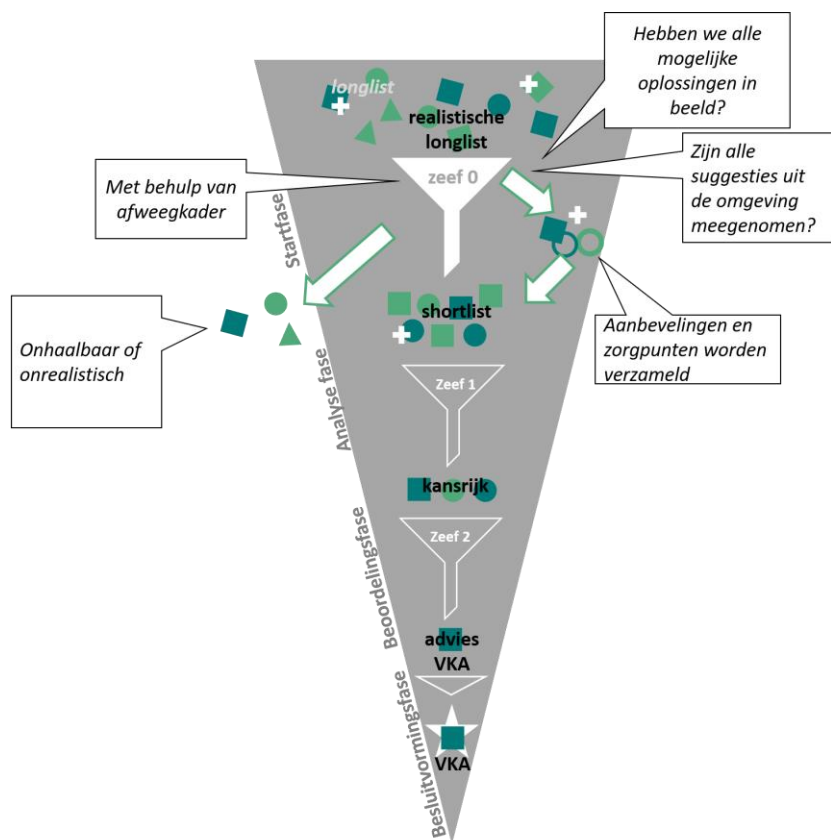 Hebben we alle
mogelijke
oplossingen in
beeld?
longlist
realistische
longlist
Zijn alle
suggesties uit
de omgeving
meegenomen?
Met behulp van
afweegkader
zeef 0
Startfase
shortlist
Onhaalbaar of
onrealistisch
Aanbevelingen en
zorgpunten worden
verzameld
Analyse fase
Zeef 1
kansrijk
Zeef 2
Beoordelingsfase
advies
VKA
Besluitvormingsfase
VKA